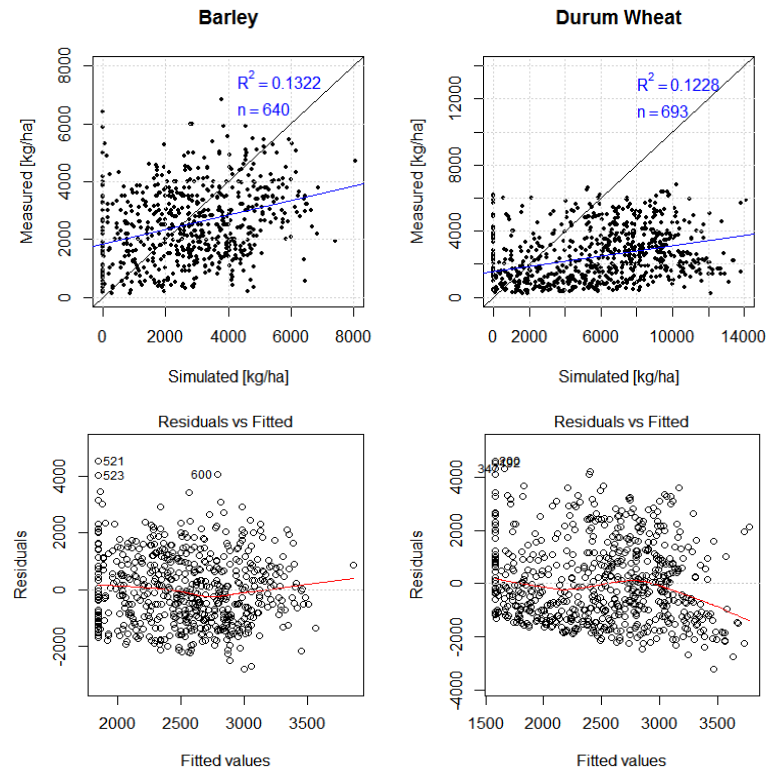 Barley
Durum Wheat
R² = 0.1322
n = 640
R² = 0.1228
n = 693
Measured [kg/ha]
0 2000 4000 6000 8000
0 2000 4000 6000 8000
Simulated [kg/ha]
Measured [kg/ha]
0 2000 4000 8000 12000
0 2000 4000 6000 10000 14000
Simulated [kg/ha]
Residuals vs Fitted
Residuals vs Fitted
521
523
600
Residuals
-2000 0 2000 4000
2000 2500 3000 3500
Fitted values
Residuals
-4000 -2000 0 2000 4000
1500 2000 2500 3000 3500
Fitted values